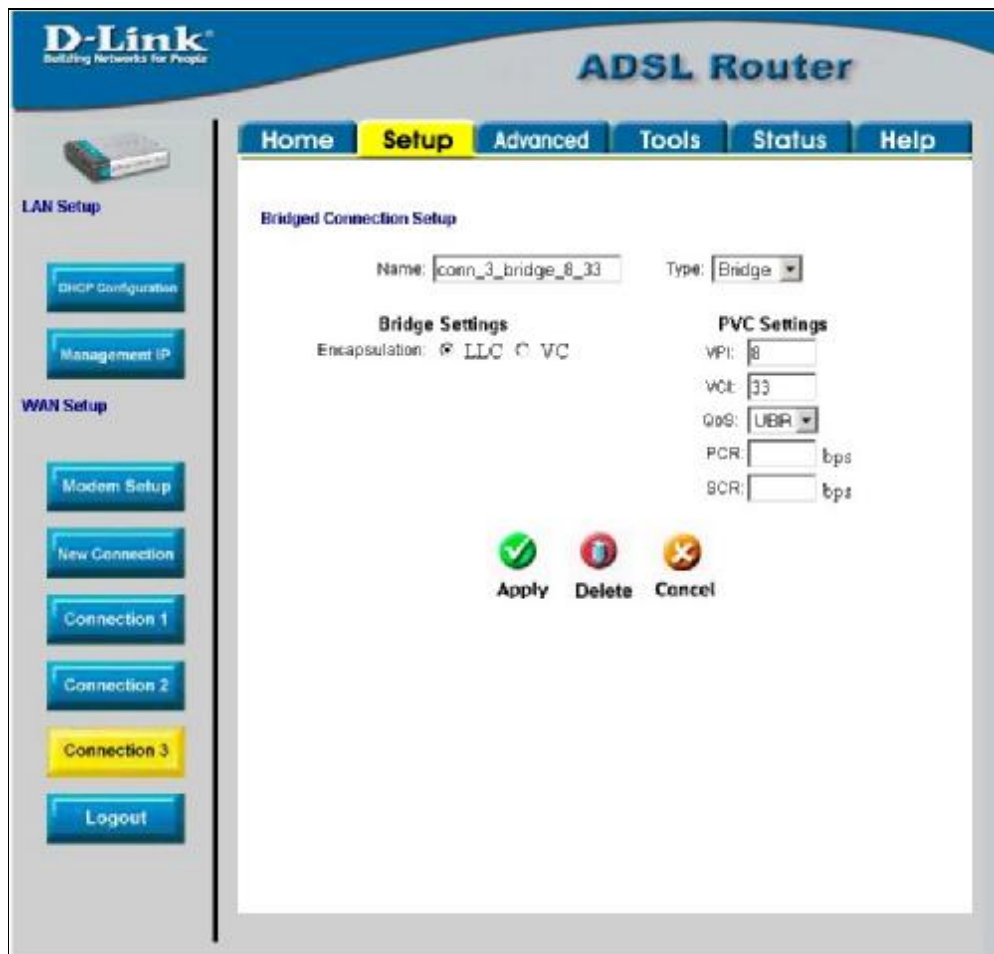 D-Link
Building Networks for People
ADSL Router
Home Setup Advanced Tools Status Help
LAN Setup
DHCP Configuration
Management IP
WAN Setup
Modem Setup
New Connection
Connection 1
Connection 2
Connection 3
Logout
Bridged Connection Setup
Name: conn_3_bridge_8_33 Type: Bridge
Bridge Settings PVC Settings
Encapsulation: LLC VC VPI: 8
VCI: 33
QoS: UBR
PCR: bps
SCR: bps
Apply Delete Cancel